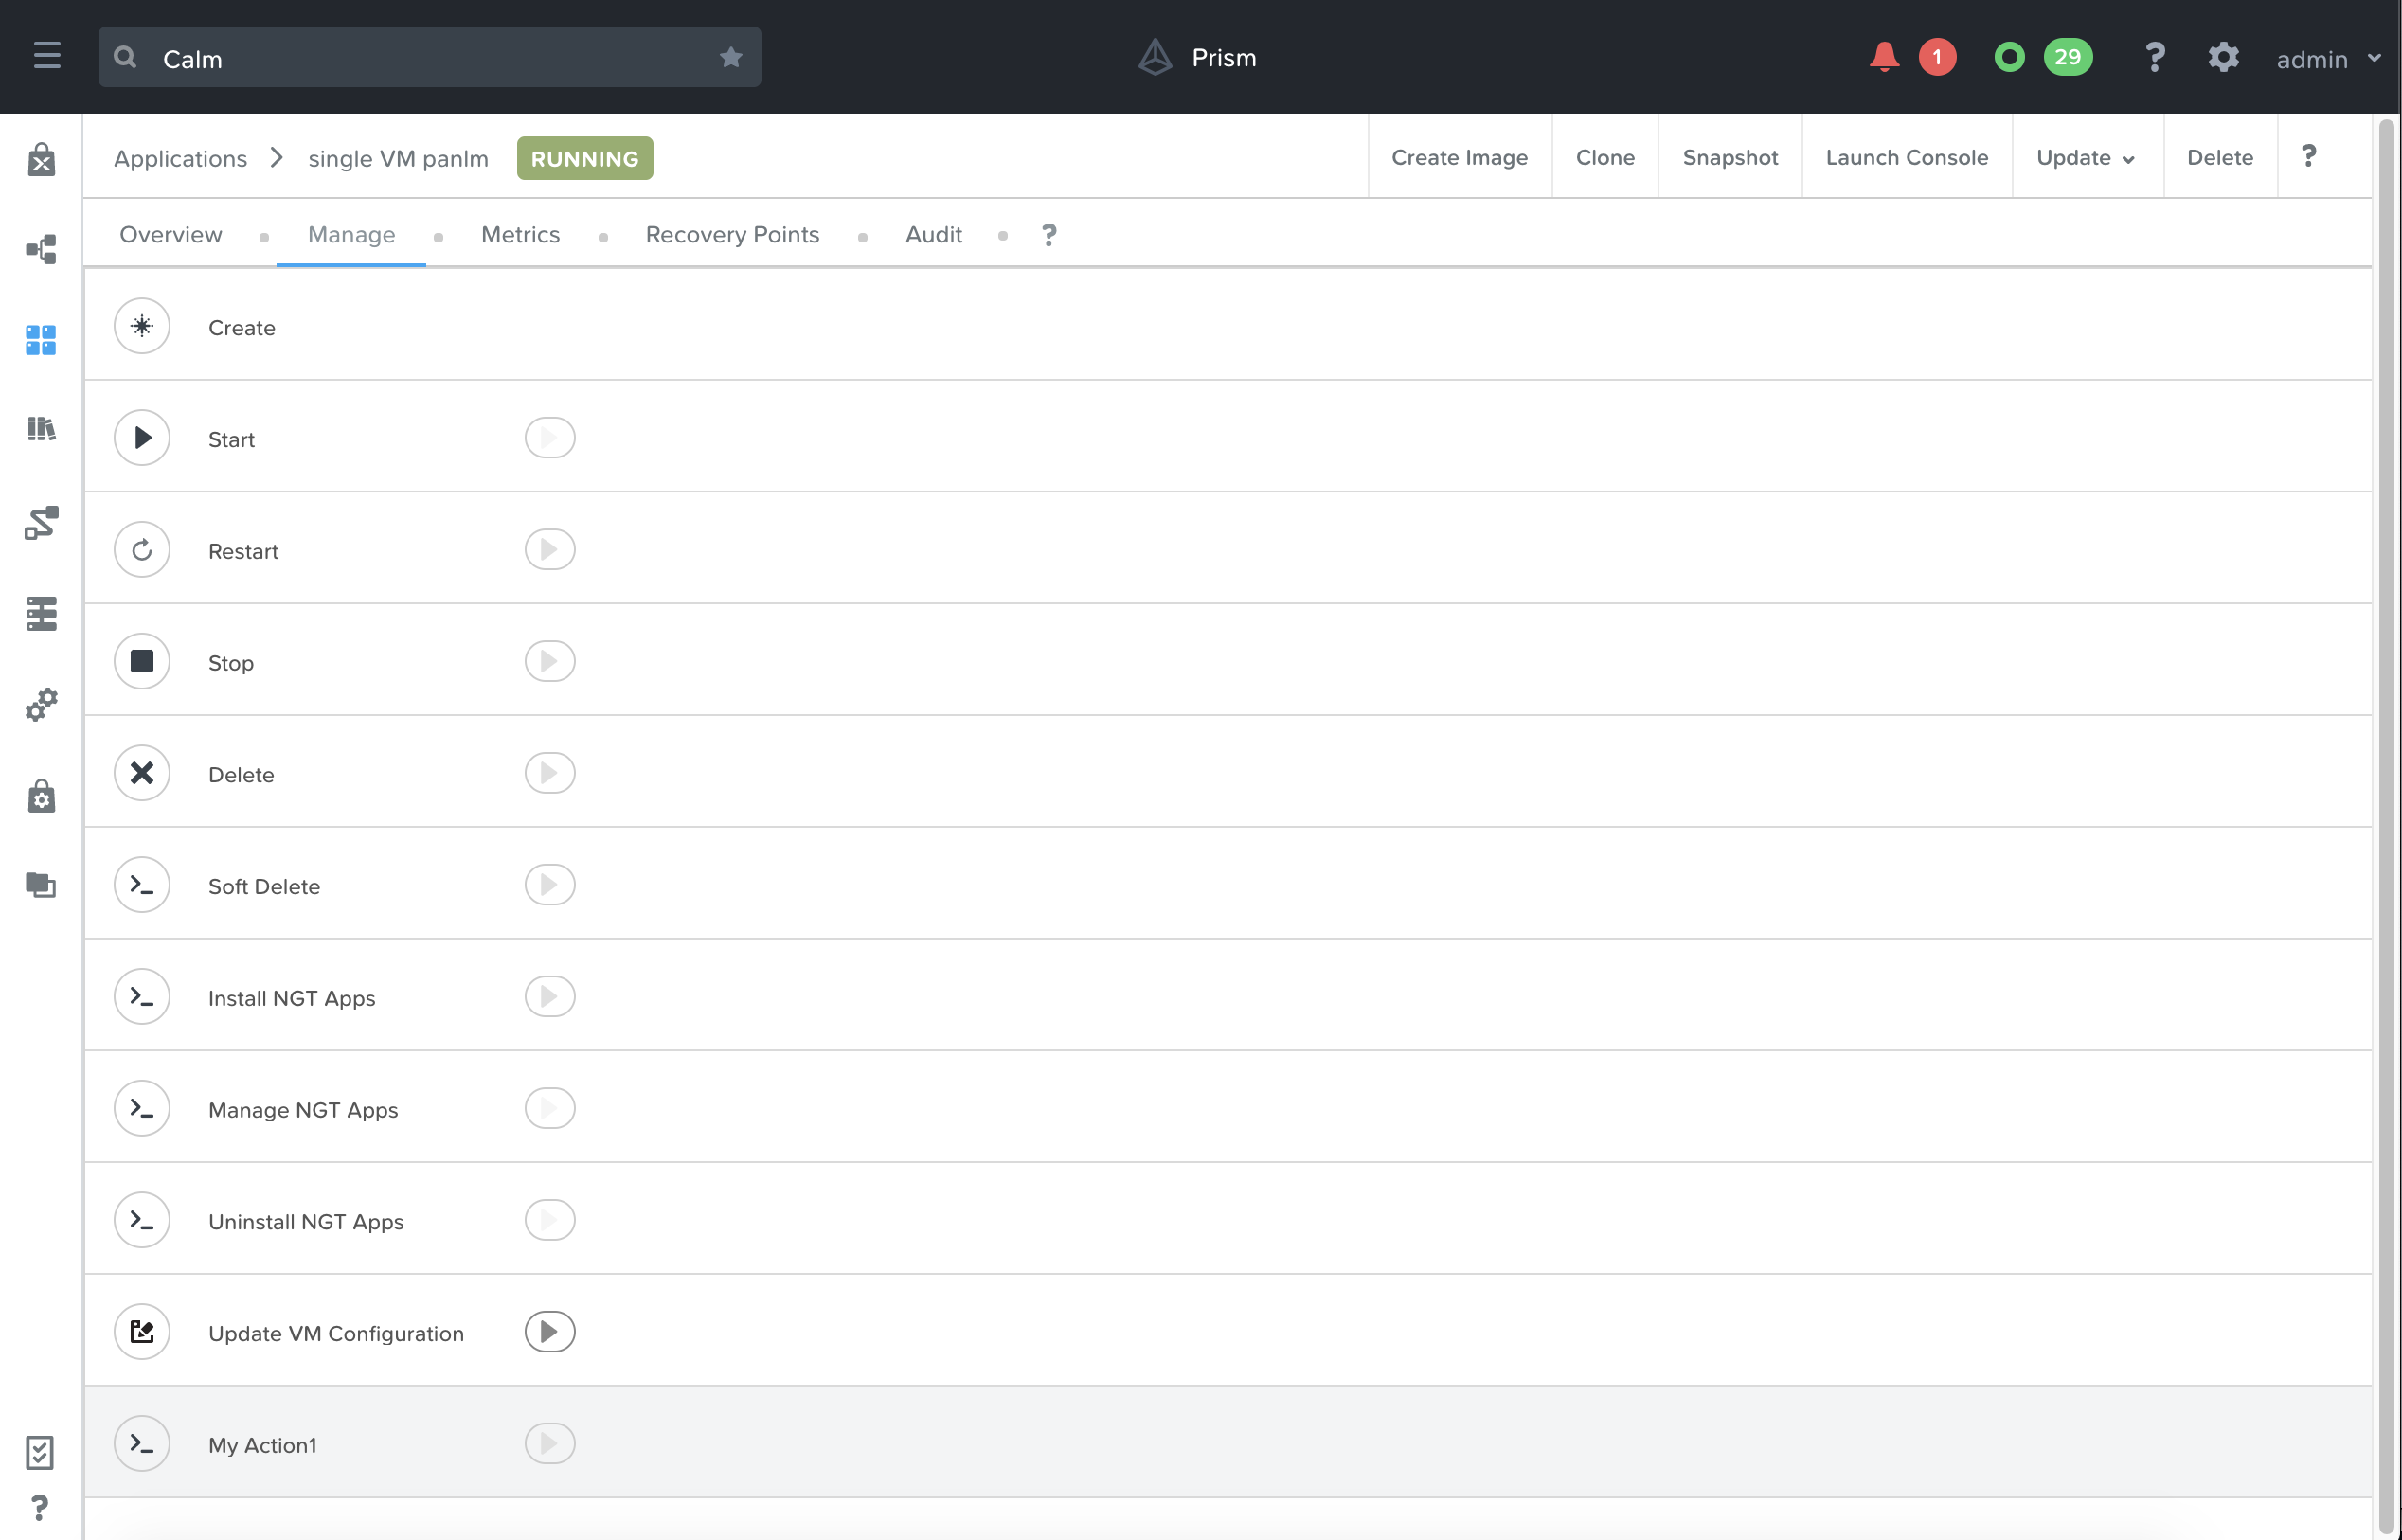 Calm
Prism
1
29
?
admin
Applications > single VM panlm RUNNING
Create Image
Clone
Snapshot
Launch Console
Update
Delete
?
Overview
Manage
Metrics
Recovery Points
Audit
?
Create
Start
Restart
Stop
Delete
Soft Delete
Install NGT Apps
Manage NGT Apps
Uninstall NGT Apps
Update VM Configuration
My Action1
?